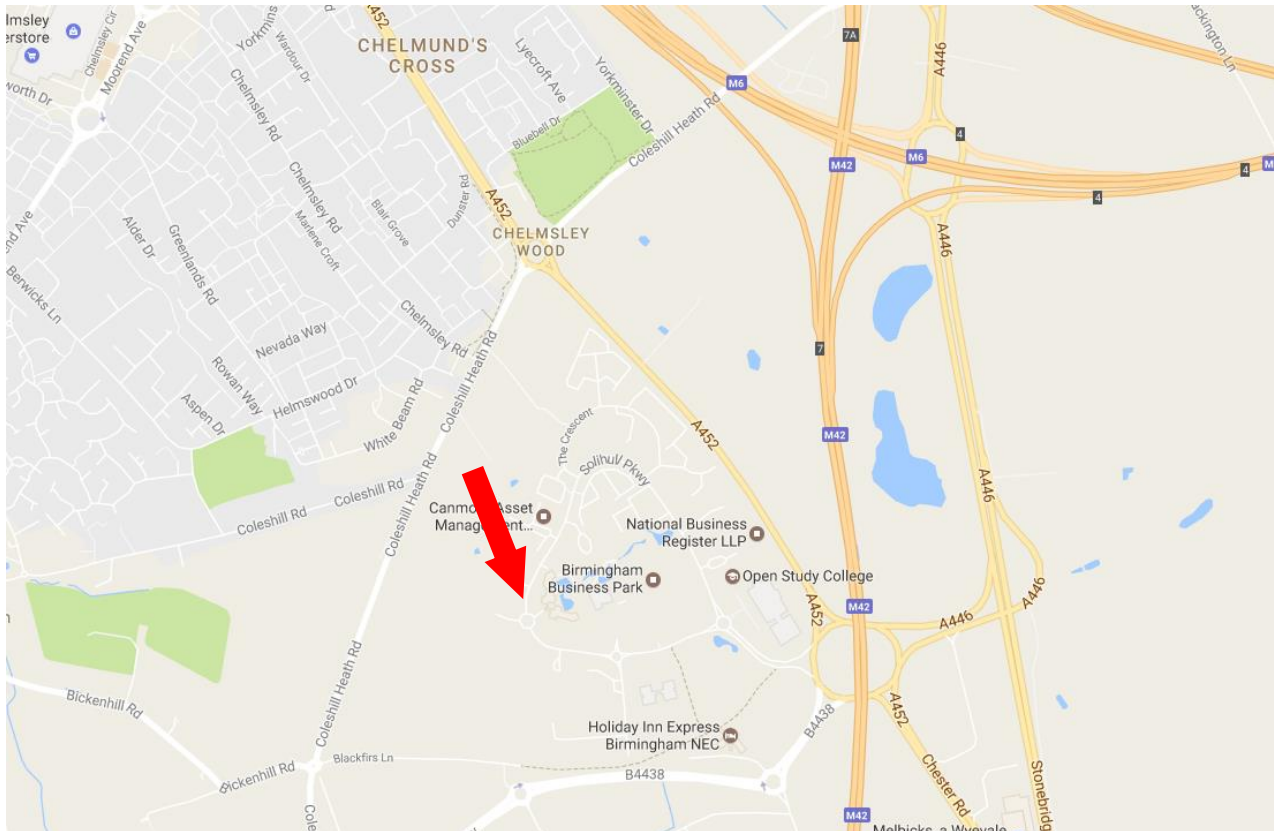 lmsley
erstore
Chelmsley Cir
Moorend Ave
worth Dr
A452
CHELMUND'S
CROSS
Yorkmins
Wardour Dr
Lyecroft Ave
Yorkminster Dr
Chelmsley Rd
Bluebell Dr
Coleshill Heath Rd
7A
M6
A446
ackington Ln
4
M42
M6
M
4
4
Chelmsley Rd
Dunster Rd
A452
Blair Grove
Marlene Croft
Alder Dr
Greenlands Rd
end Ave
Berwicks Ln
CHELMSLEY
WOOD
A446
Chelmsley Rd
Nevada Way
Rowan Way
Helmswood Dr
Aspen Dr
White Beam Rd
Coleshill Heath Rd
7
A452
M42
The Crescent
Solihull Pkwy
A446
Coleshill Rd
Coleshill Rd
Coleshill Heath Rd
Asset
National Business
Register LLP
Birmingham
Business Park
Open Study College
A452
M42
A446
A446
Bickenhill Rd
Coleshill Heath Rd
Holiday Inn Express
Birmingham NEC
B4438
A452
Chester Rd
Bickenhill Rd
Blackfirs Ln
B4438
Cole
M42
Stonebridg